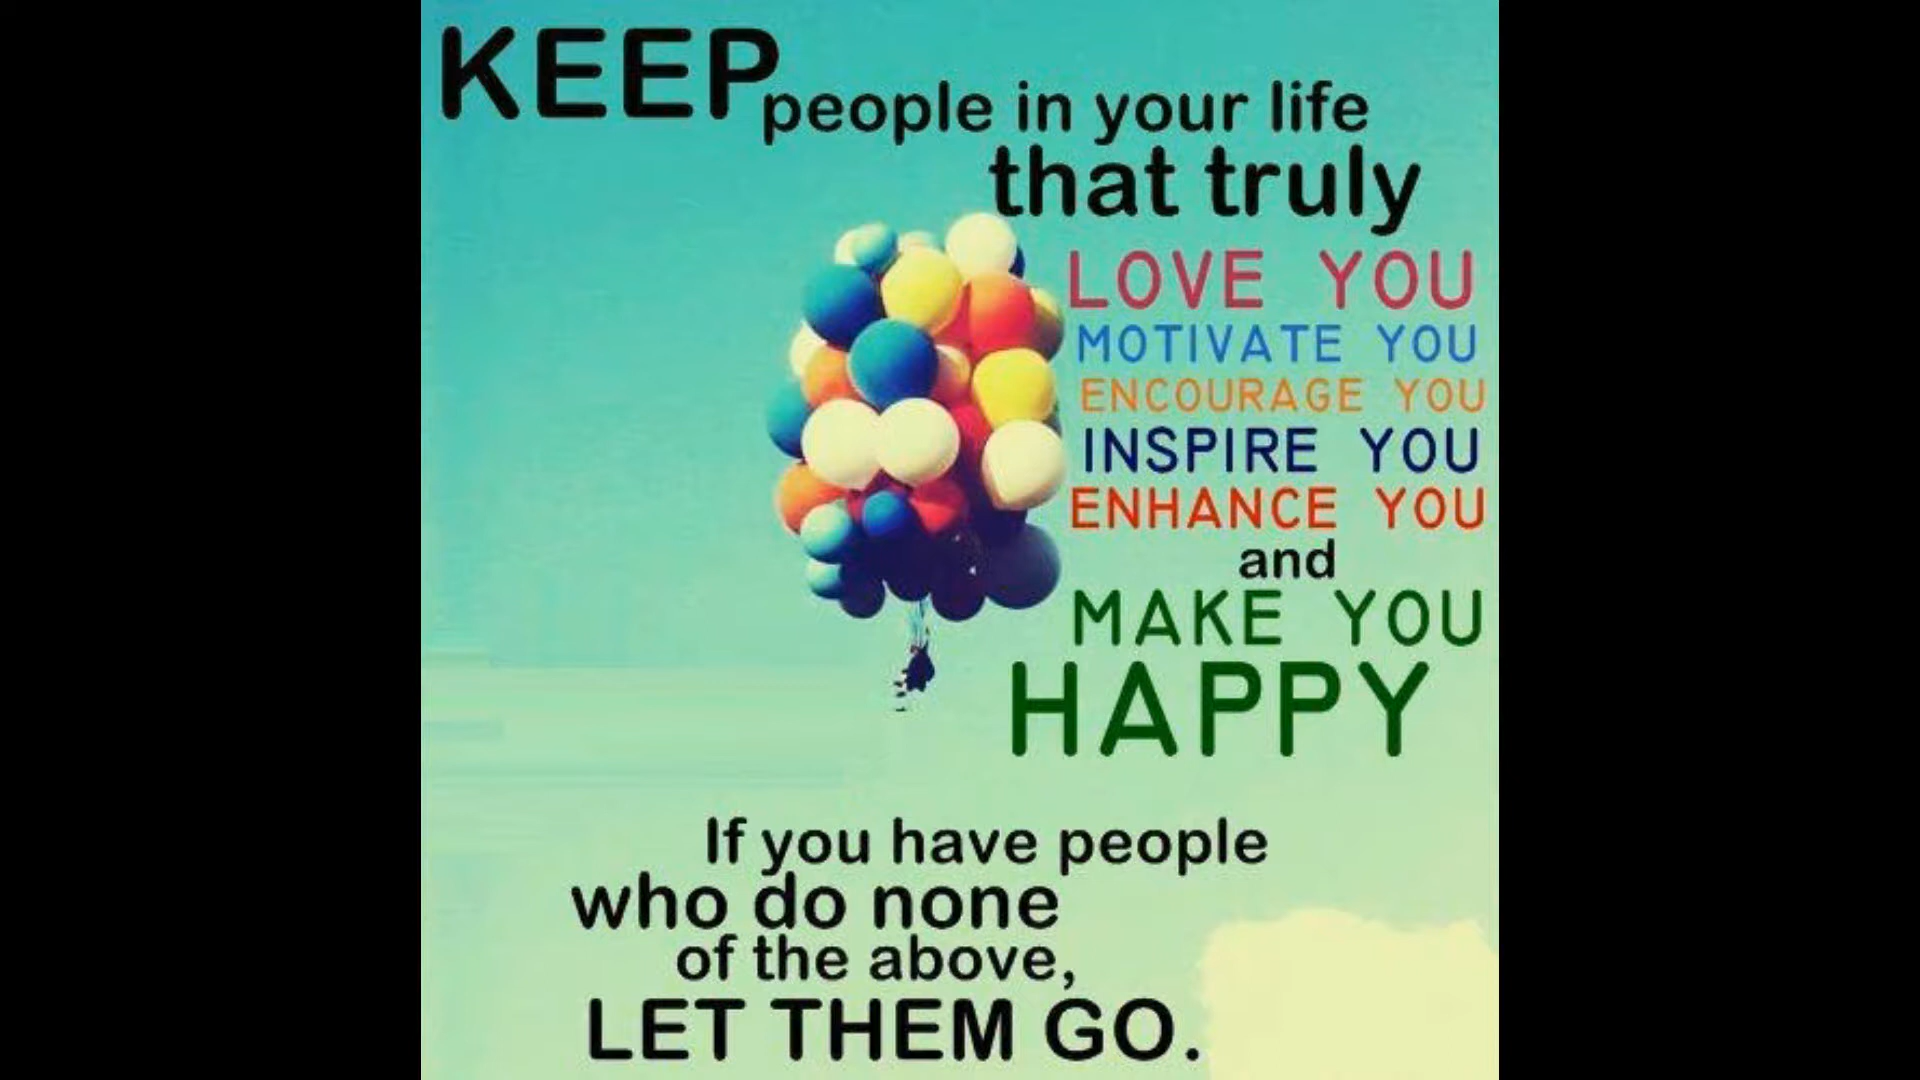 KEEP people in your life
that truly
LOVE YOU
MOTIVATE YOU
ENCOURAGE YOU
INSPIRE YOU
ENHANCE YOU
and
MAKE YOU
HAPPY
If you have people
who do none
of the above,
LET THEM GO.